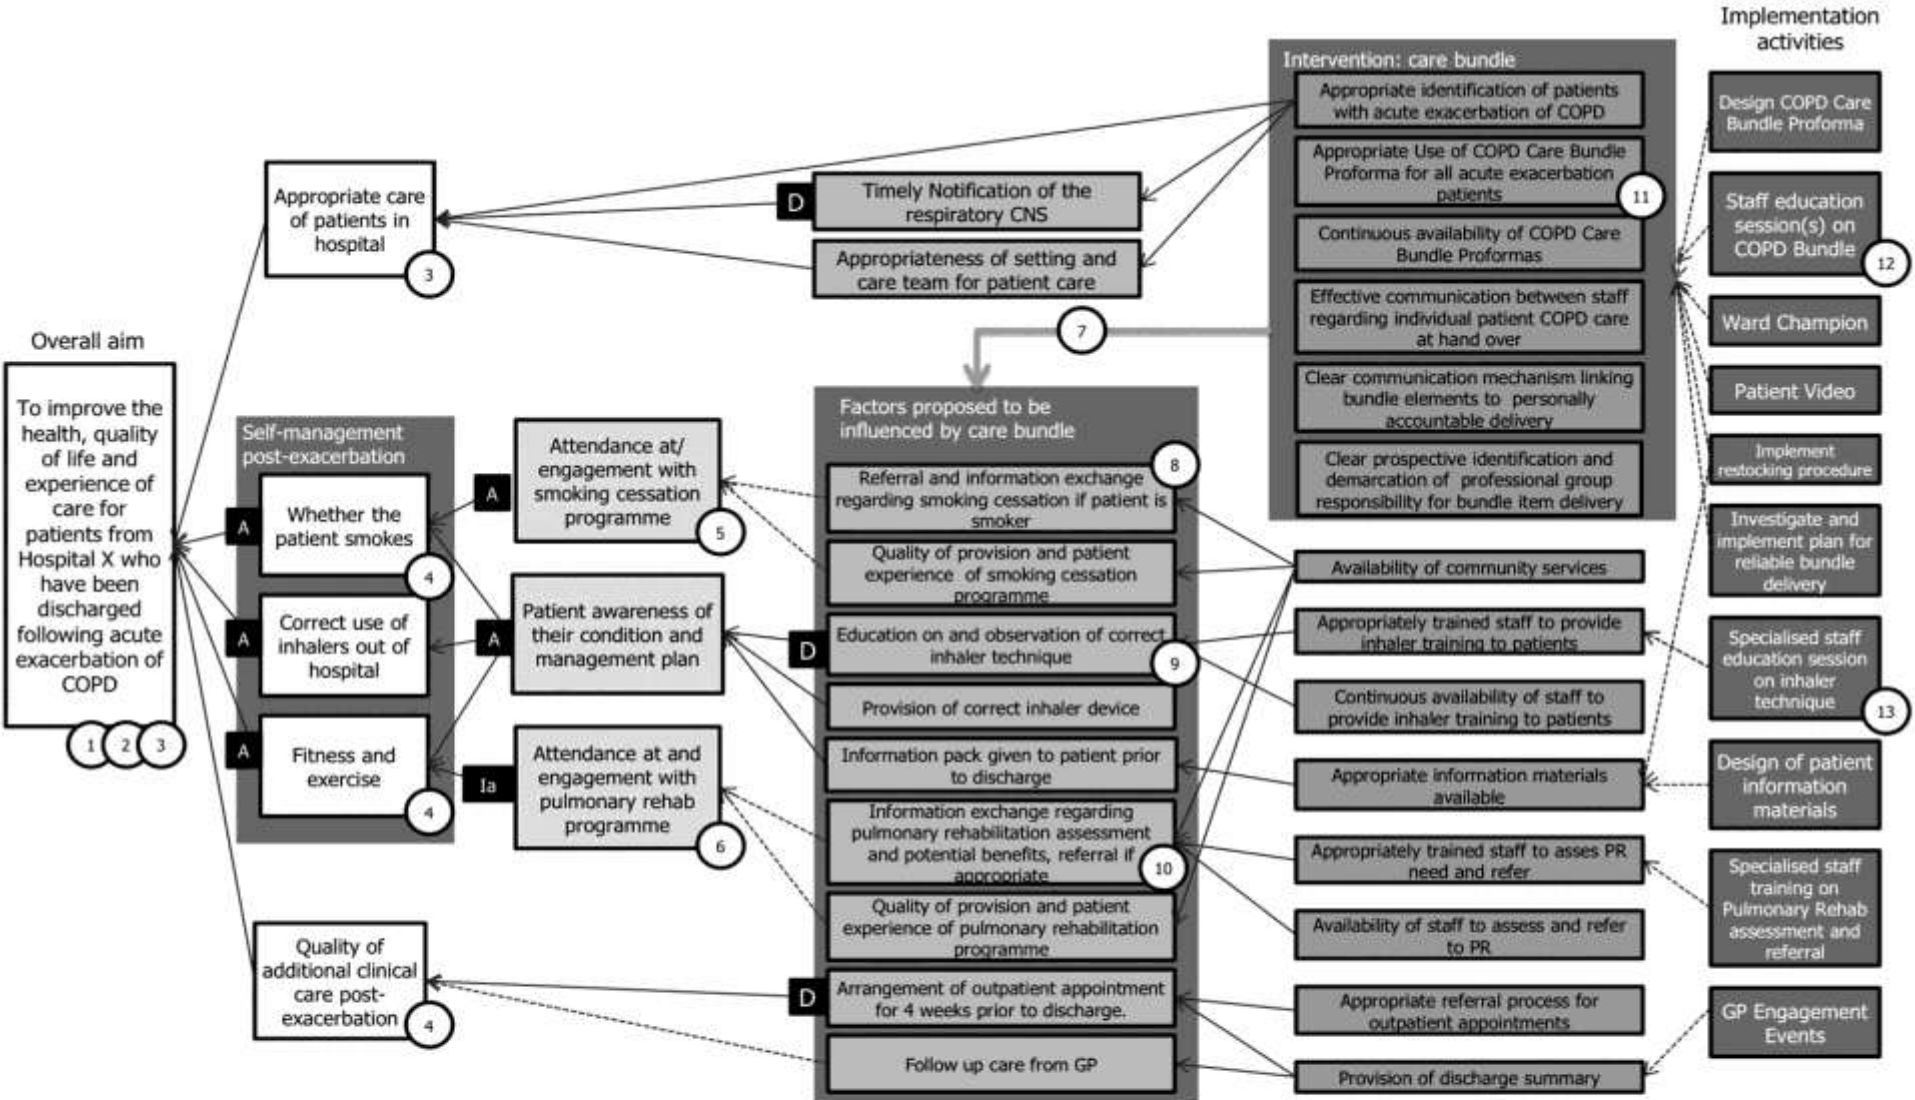 Implementation
activities
Intervention: care bundle
Appropriate identification of patients
with acute exacerbation of COPD
Appropriate Use of COPD Care Bundle
Proforma for all acute exacerbation
patients
11
Continuous availability of COPD Care
Bundle Proformas
Effective communication between staff
regarding individual patient COPD care
at hand over
Clear communication mechanism linking
bundle elements to personally
accountable delivery
Clear prospective identification and
demarcation of professional group
responsibility for bundle item delivery
Design COPD Care
Bundle Proforma
Staff education
session(s) on
COPD Bundle
12
Ward Champion
Patient Video
Implement
restocking procedure
Investigate and
implement plan for
reliable bundle
delivery
Specialised staff
education session
on inhaler
technique
13
Design of patient
information
materials
Specialised staff
training on
Pulmonary Rehab
assessment and
referral
GP Engagement
Events
Appropriate care
of patients in
hospital
3
D
Timely Notification of the
respiratory CNS
Appropriateness of setting and
care team for patient care
7
Overall aim
To improve the
health, quality
of life and
experience of
care for
patients from
Hospital X who
have been
discharged
following acute
exacerbation of
COPD
1
2
3
Self-management
post-exacerbation
A
Whether the
patient smokes
4
A
Correct use of
inhalers out of
hospital
A
Fitness and
exercise
4
A
Attendance at/
engagement with
smoking cessation
programme
5
A
Patient awareness of
their condition and
management plan
Ia
Attendance at and
engagement with
pulmonary rehab
programme
6
Quality of
additional clinical
care post-
exacerbation
4
Factors proposed to be
influenced by care bundle
8
Referral and information exchange
regarding smoking cessation if patient is
smoker
Quality of provision and patient
experience of smoking cessation
programme
D
Education on and observation of correct
inhaler technique
9
Provision of correct inhaler device
Information pack given to patient prior
to discharge
Information exchange regarding
pulmonary rehabilitation assessment
and potential benefits, referral if
appropriate
10
Quality of provision and patient
experience of pulmonary rehabilitation
programme
D
Arrangement of outpatient appointment
for 4 weeks prior to discharge.
Follow up care from GP
Availability of community services
Appropriately trained staff to provide
inhaler training to patients
Continuous availability of staff to
provide inhaler training to patients
Appropriate information materials
available
Appropriately trained staff to asses PR
need and refer
Availability of staff to assess and refer
to PR
Appropriate referral process for
outpatient appointments
Provision of discharge summary